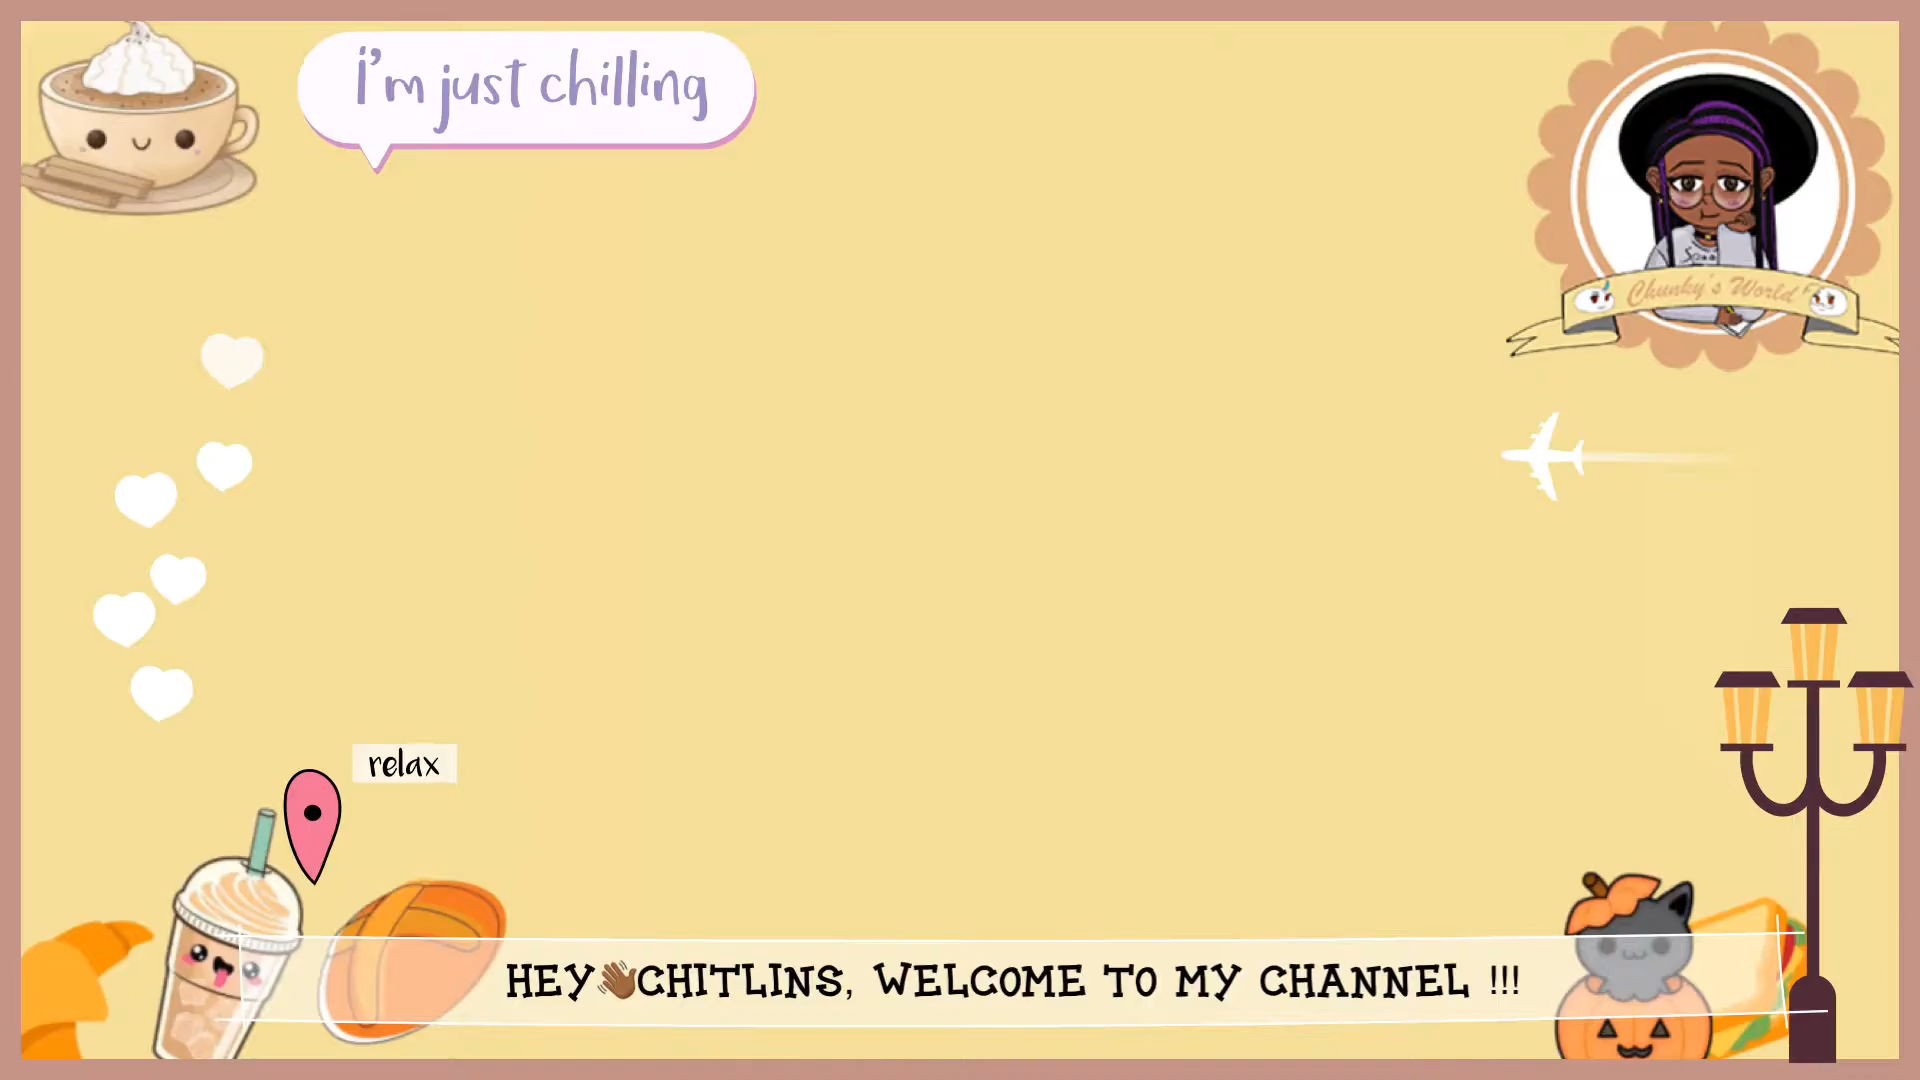 i'm just chilling
Chunky's World
relax
HEY👋🏾CHITLINS, WELCOME TO MY CHANNEL !!!